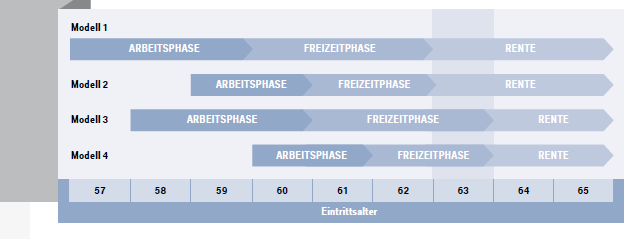 Modell 1
ARBEITSPHASE FREIZEITPHASE RENTE
Modell 2 ARBEITSPHASE FREIZEITPHASE RENTE
Modell 3 ARBEITSPHASE FREIZEITPHASE RENTE
Modell 4 ARBEITSPHASE FREIZEITPHASE RENTE
57 58 59 60 61 62 63 64 65
Eintrittsalter